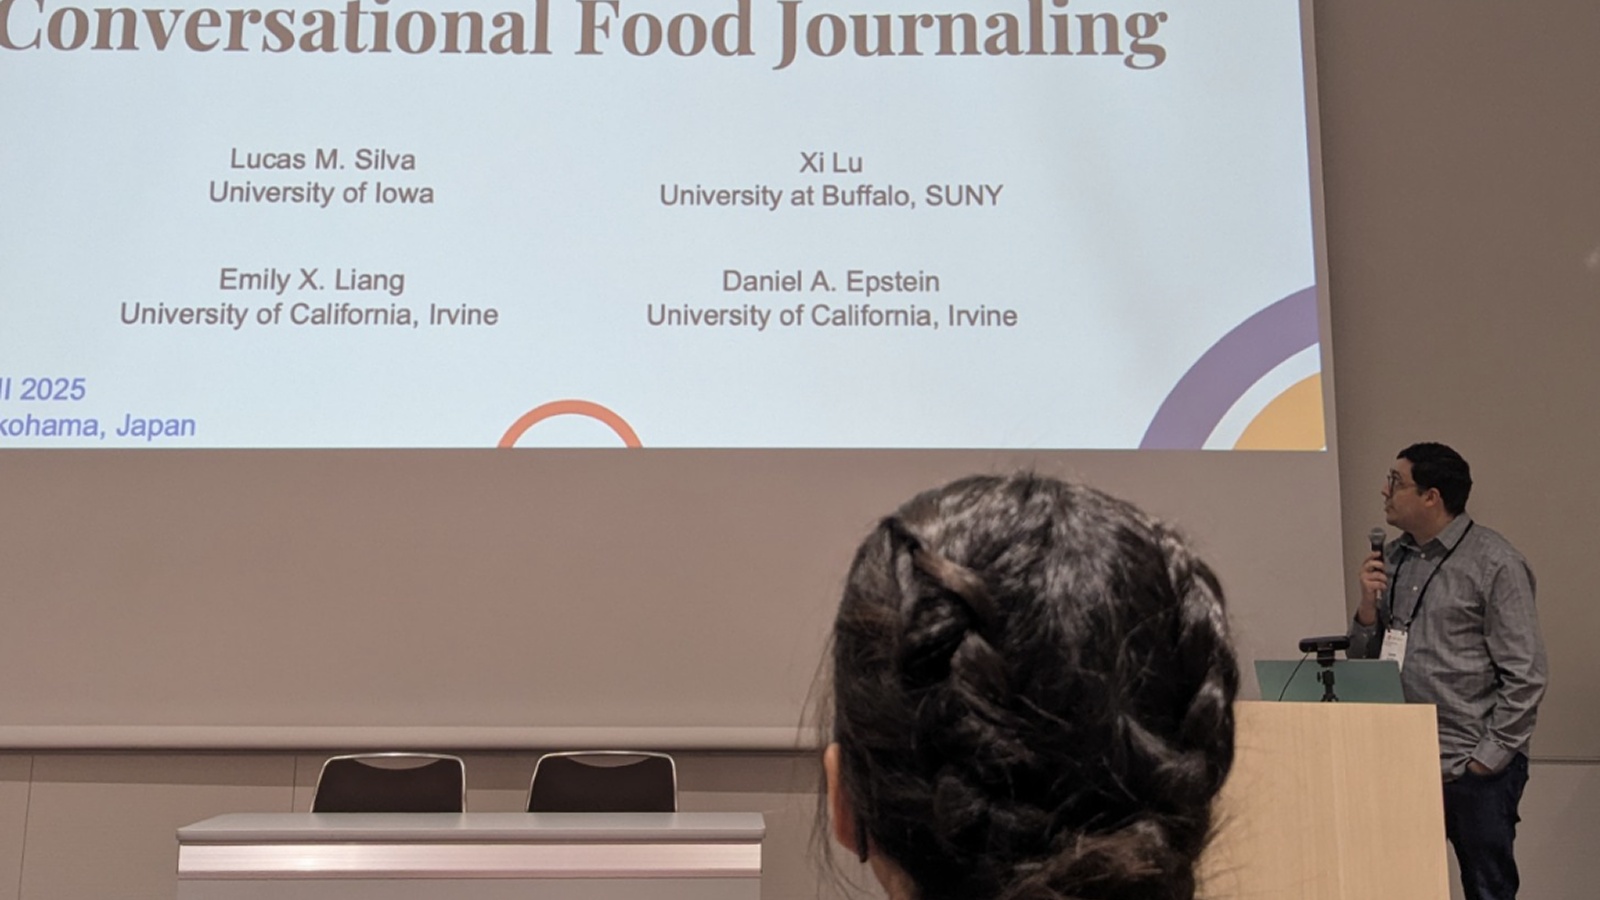 Conversational Food Journaling
Lucas M. Silva
University of Iowa
Xi Lu
University at Buffalo, SUNY
Emily X. Liang
University of California, Irvine
Daniel A. Epstein
University of California, Irvine
2025
Japan